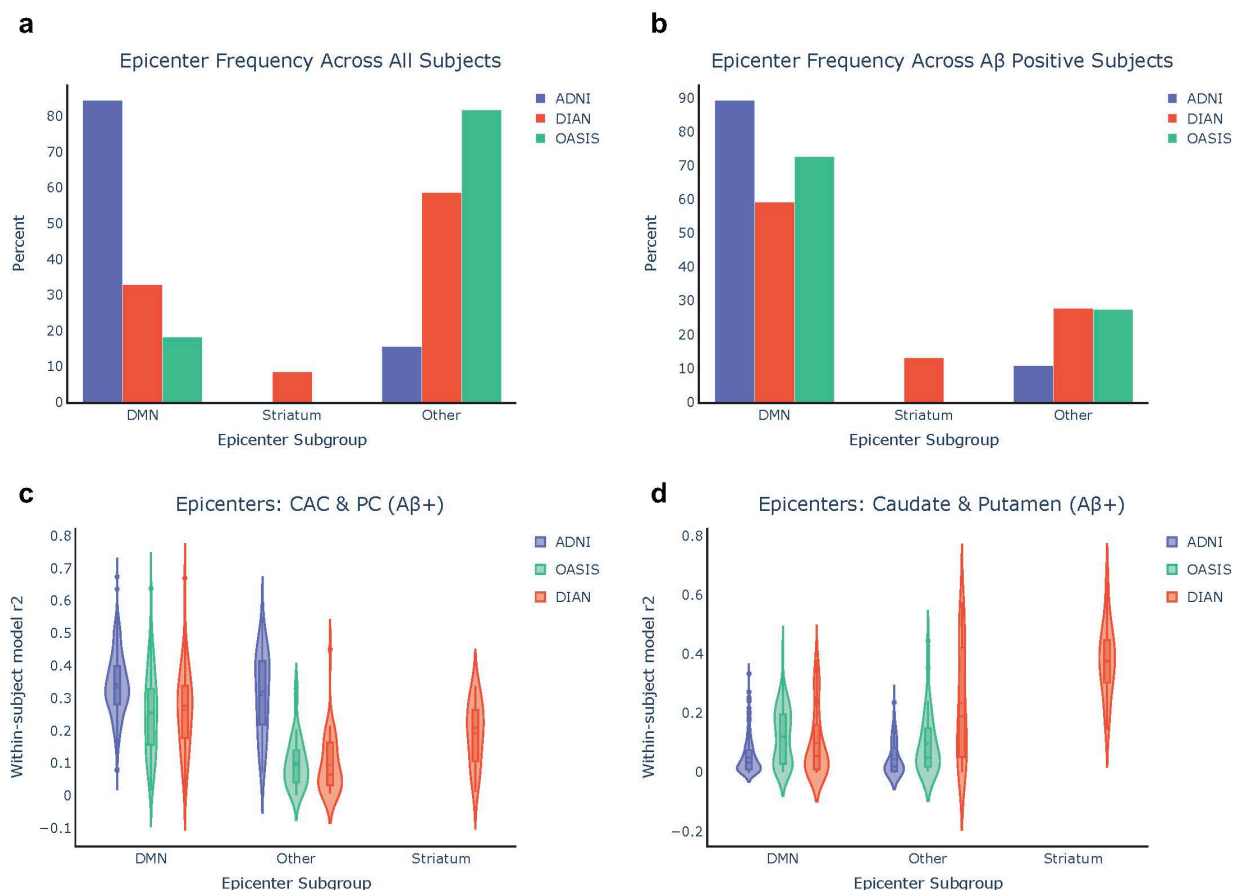 a
Epicenter Frequency Across All Subjects
Percent
80
70
60
50
40
30
20
10
0
DMN
Striatum
Other
Epicenter Subgroup
ADNI
DIAN
OASIS
b
Epicenter Frequency Across Aβ Positive Subjects
Percent
90
80
70
60
50
40
30
20
10
0
DMN
Striatum
Other
Epicenter Subgroup
ADNI
DIAN
OASIS
c
Epicenters: CAC & PC (Aβ+)
Within-subject model r2
0.8
0.7
0.6
0.5
0.4
0.3
0.2
0.1
0
−0.1
DMN
Other
Striatum
Epicenter Subgroup
ADNI
OASIS
DIAN
d
Epicenters: Caudate & Putamen (Aβ+)
Within-subject model r2
0.8
0.6
0.4
0.2
0
−0.2
DMN
Other
Striatum
Epicenter Subgroup
ADNI
OASIS
DIAN